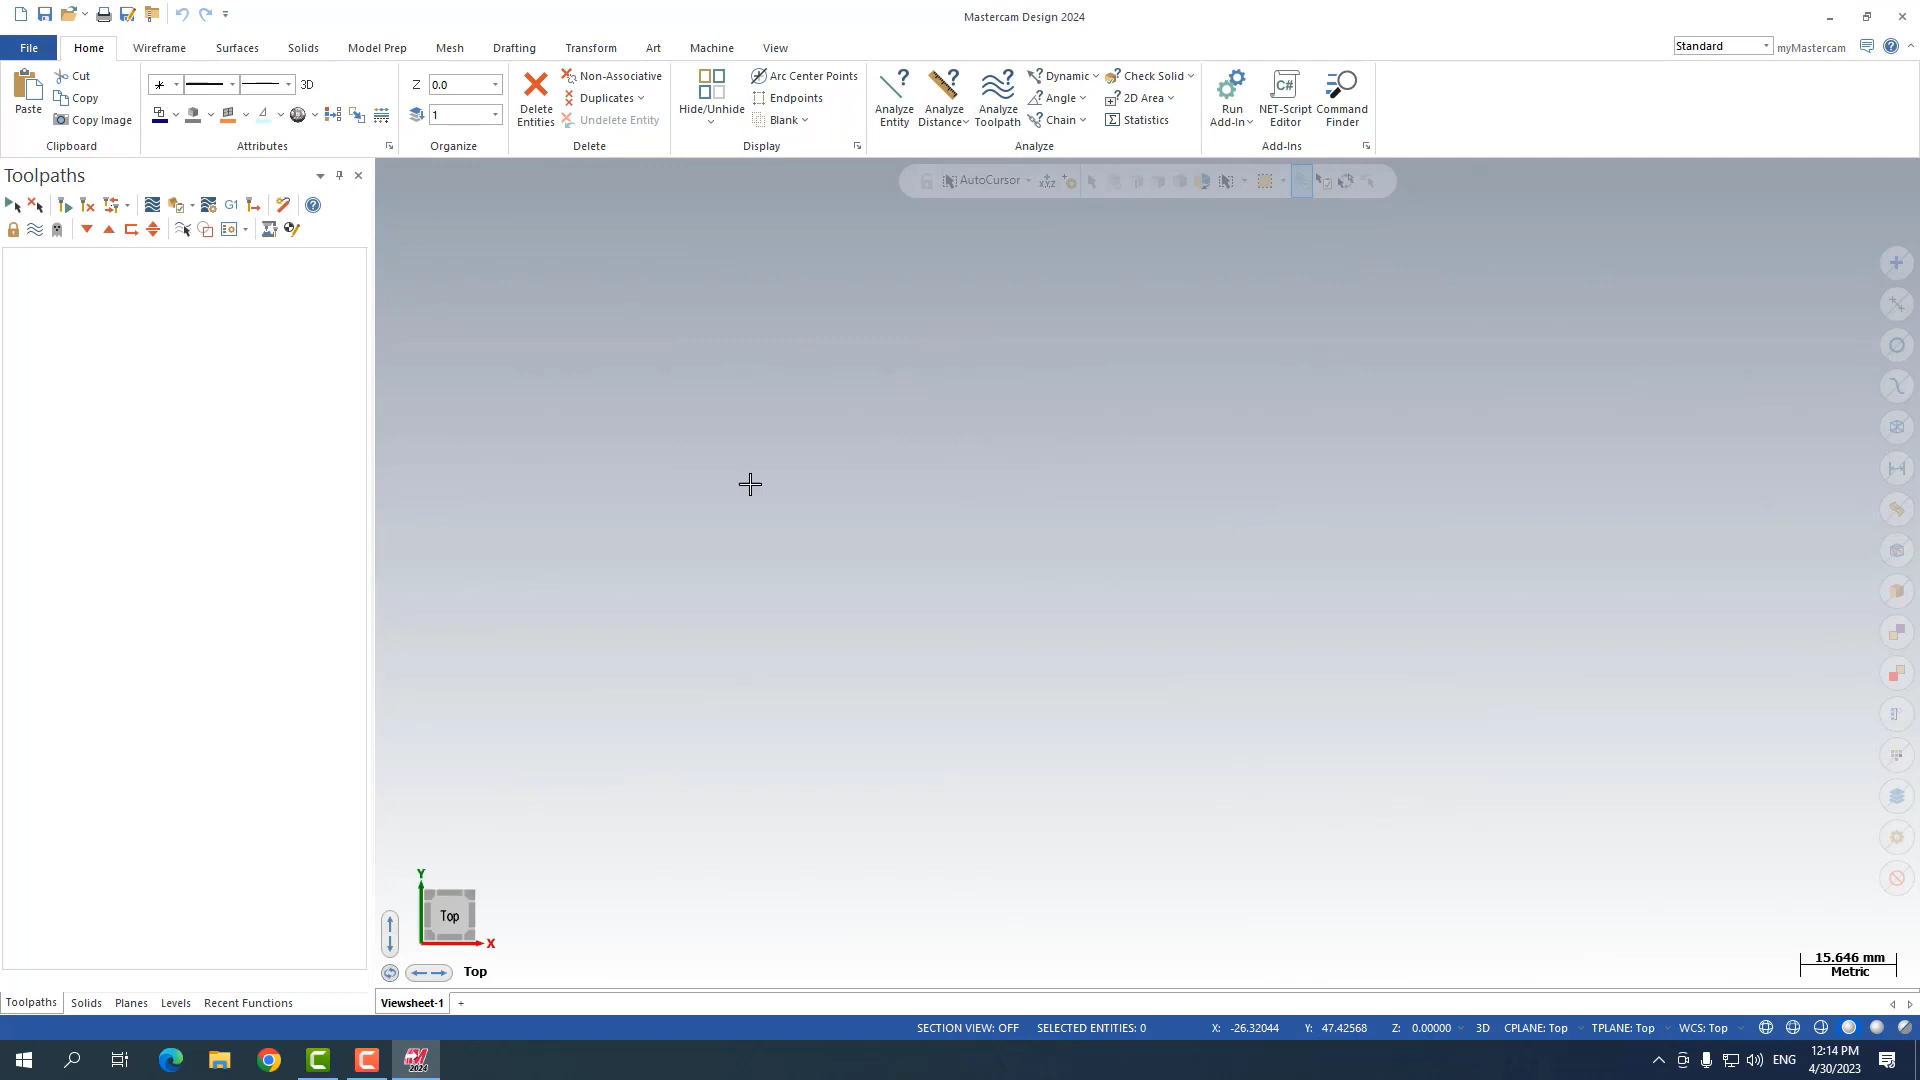 Mastercam Design 2024
File Home Wireframe Surfaces Solids Model Prep Mesh Drafting Transform Art Machine View Standard myMastercam
Paste
Cut
Copy
Copy Image
Clipboard
3D
Attributes
Z 0.0
1
Organize
Delete
Entities
Non-Associative
Duplicates
Undelete Entity
Delete
Hide/Unhide
Arc Center Points
Endpoints
Blank
Display
Analyze
Entity
Analyze
Distance
Analyze
Toolpath
Dynamic
Angle
Chain
Check Solid
2D Area
Statistics
Analyze
Run
Add-In
C#
NET-Script
Editor
Command
Finder
Add-Ins
Toolpaths
G1
AutoCursor
XYZ
Y
Top
X
Top
15.646 mm
Metric
Toolpaths Solids Planes Levels Recent Functions
Viewsheet-1 +
SECTION VIEW: OFF SELECTED ENTITIES: 0 X: -26.32044 Y: 47.42568 Z: 0.00000 3D CPLANE: Top TPLANE: Top WCS: Top
2024
ENG
12:14 PM
4/30/2023